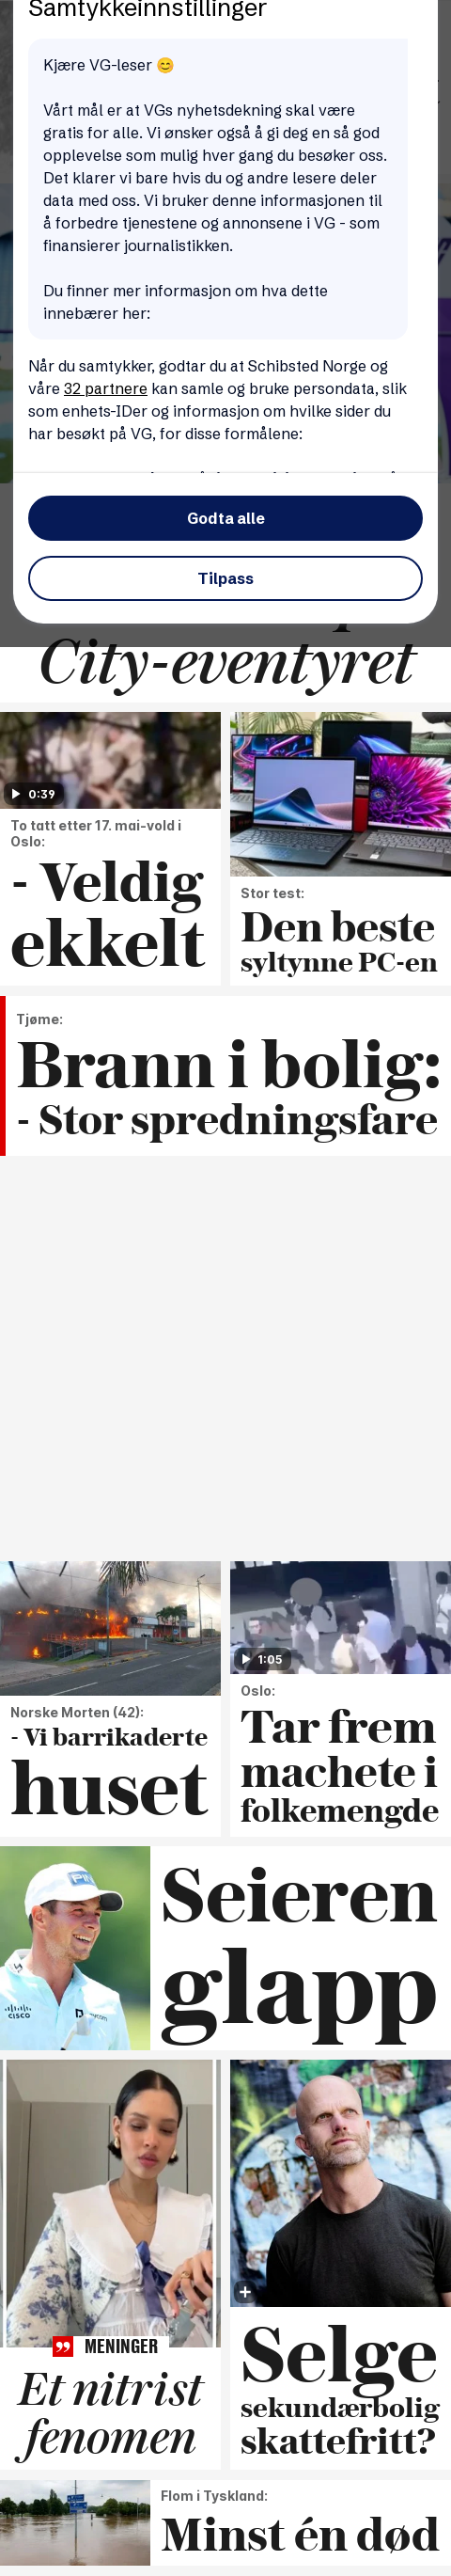 Samtykkeinnstillinger
Kjære VG-leser 😊
Vårt mål er at VGs nyhetsdekning skal være
gratis for alle. Vi ønsker også å gi deg en så god
opplevelse som mulig hver gang du besøker oss.
Det klarer vi bare hvis du og andre lesere deler
data med oss. Vi bruker denne informasjonen til
å forbedre tjenestene og annonsene i VG - som
finansierer journalistikken.
Du finner mer informasjon om hva dette
innebærer her:
Når du samtykker, godtar du at Schibsted Norge og
våre 32 partnere kan samle og bruke persondata, slik
som enhets-IDer og informasjon om hvilke sider du
har besøkt på VG, for disse formålene:
Godta alle
Tilpass
City-eventyret
0:39
To tatt etter 17. mai-vold i
Oslo:
- Veldig
ekkelt
Stor test:
Den beste
syltynne PC-en
Tjøme:
Brann i bolig:
- Stor spredningsfare
Norske Morten (42):
- Vi barrikaderte
huset
1:05
Oslo:
Tar frem
machete i
folkemengde
PING
CISCO
Seieren
glapp
MENINGER
Et nitrist
fenomen
Selge
sekundærbolig
skattefritt?
Flom i Tyskland:
Minst én død